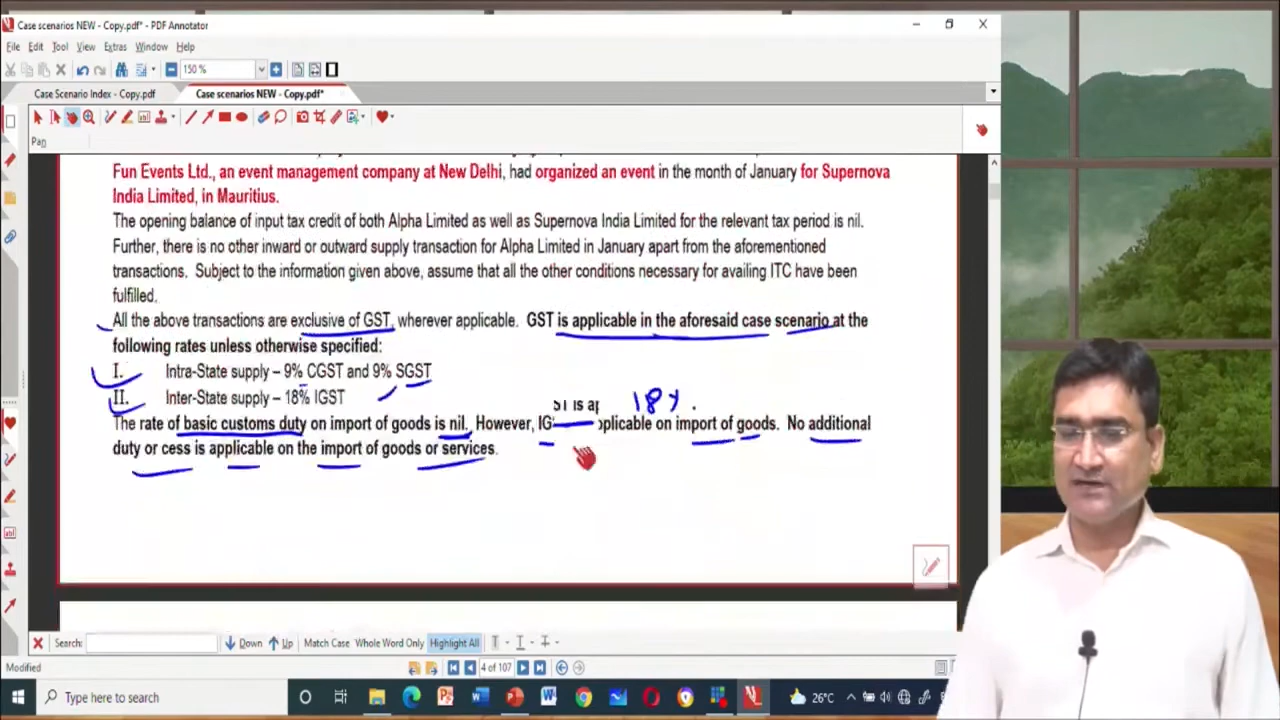 Case scenarios NEW - Copy.pdf* - PDF Annotator
File Edit Tool View Extras Window Help
150 %
Case Scenario Index - Copy.pdf Case scenarios NEW - Copy.pdf*
Pan
Fun Events Ltd., an event management company at New Delhi, had organized an event in the month of January for Supernova
India Limited, in Mauritius.
The opening balance of input tax credit of both Alpha Limited as well as Supernova India Limited for the relevant tax period is nil.
Further, there is no other inward or outward supply transaction for Alpha Limited in January apart from the aforementioned
transactions. Subject to the information given above, assume that all the other conditions necessary for availing ITC have been
fulfilled.
All the above transactions are exclusive of GST, wherever applicable. GST is applicable in the aforesaid case scenario at the
following rates unless otherwise specified:
I. Intra-State supply – 9% CGST and 9% SGST
II. Inter-State supply – 18% IGST
ST is ap 18%.
The rate of basic customs duty on import of goods is nil. However, IG plicable on import of goods. No additional
duty or cess is applicable on the import of goods or services.
Search: Down Up Match Case Whole Word Only Highlight All
Modified 4 of 107
Type here to search 26°C